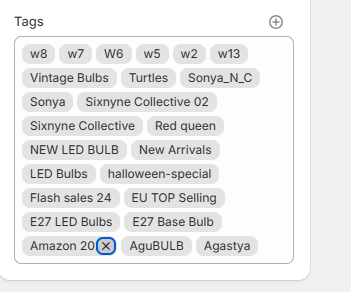 Tags
w8 w7 W6 w5 w2 w13
Vintage Bulbs Turtles Sonya_N_C
Sonya Sixnyne Collective 02
Sixnyne Collective Red queen
NEW LED BULB New Arrivals
LED Bulbs halloween-special
Flash sales 24 EU TOP Selling
E27 LED Bulbs E27 Base Bulb
Amazon 20 AguBULB Agastya